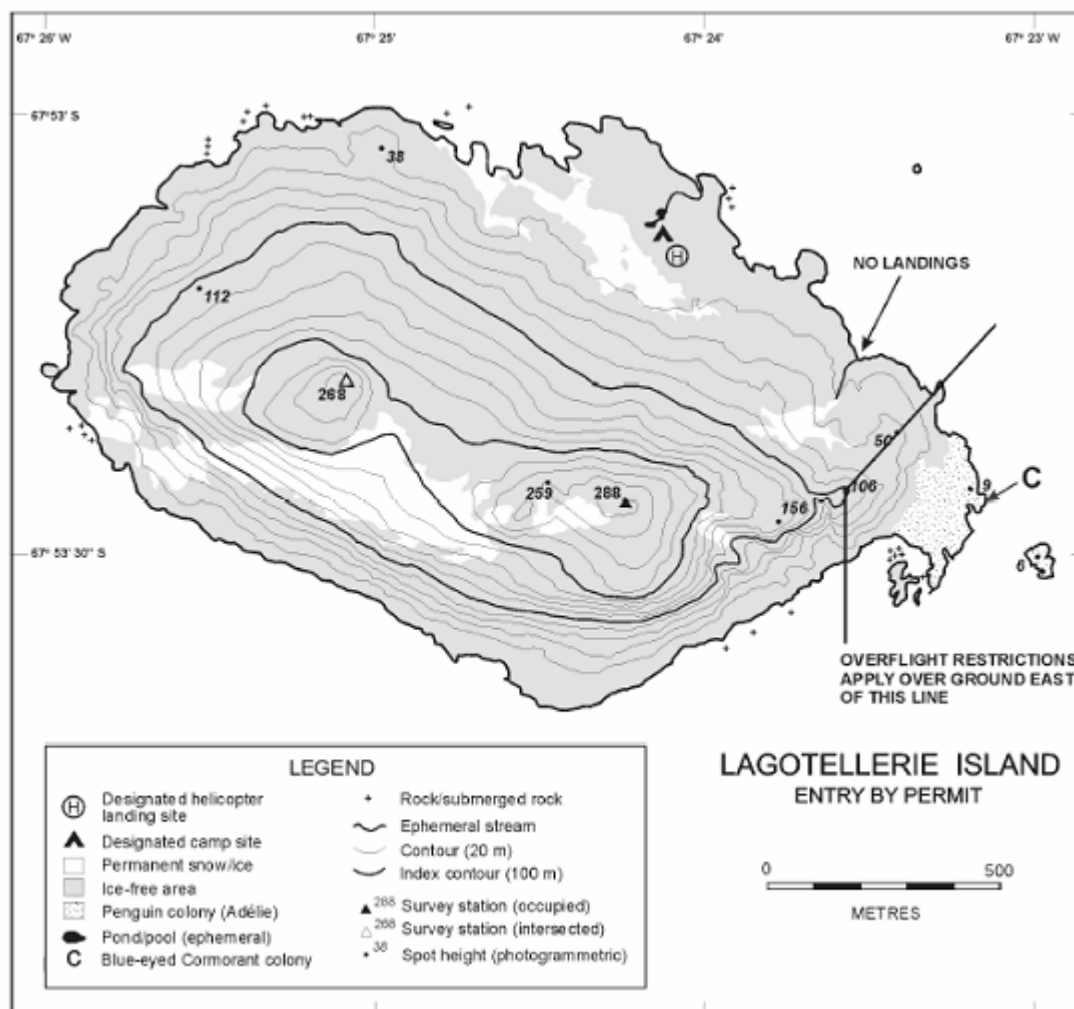 67° 26' W
67° 25'
67° 24'
67° 23' W
67° 53' S
38
H
NO LANDINGS
112
268
50
259
288
106
9
C
156
67° 53' 30" S
6
OVERFLIGHT RESTRICTIONS
APPLY OVER GROUND EAST
OF THIS LINE
LEGEND
H Designated helicopter
landing site
Designated camp site
Permanent snow/ice
Ice-free area
Penguin colony (Adélie)
Pond/pool (ephemeral)
C Blue-eyed Cormorant colony
Rock/submerged rock
Ephemeral stream
Contour (20 m)
Index contour (100 m)
288 Survey station (occupied)
268 Survey station (intersected)
38 Spot height (photogrammetric)
LAGOTELLERIE ISLAND
ENTRY BY PERMIT
0 500
METRES